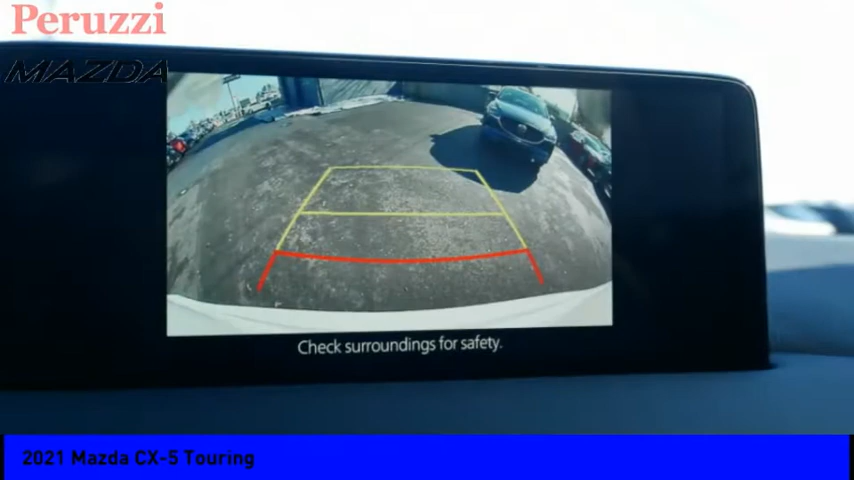 Peruzzi
MAZDA
Check surroundings for safety.
2021 Mazda CX-5 Touring